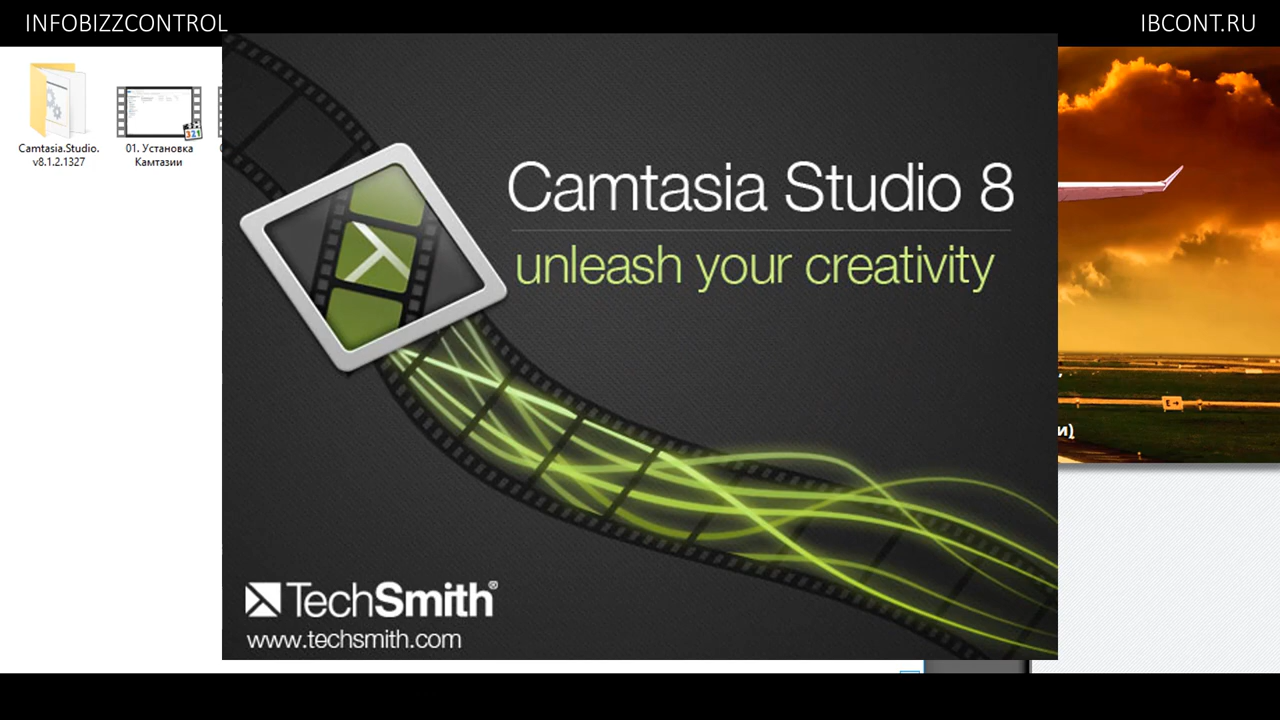 INFOBIZZCONTROL
IBCONT.RU
Camtasia.Studio.
v8.1.2.1327
01. Установка
Камтазии
Camtasia Studio 8
unleash your creativity
и)
TechSmith®
www.techsmith.com